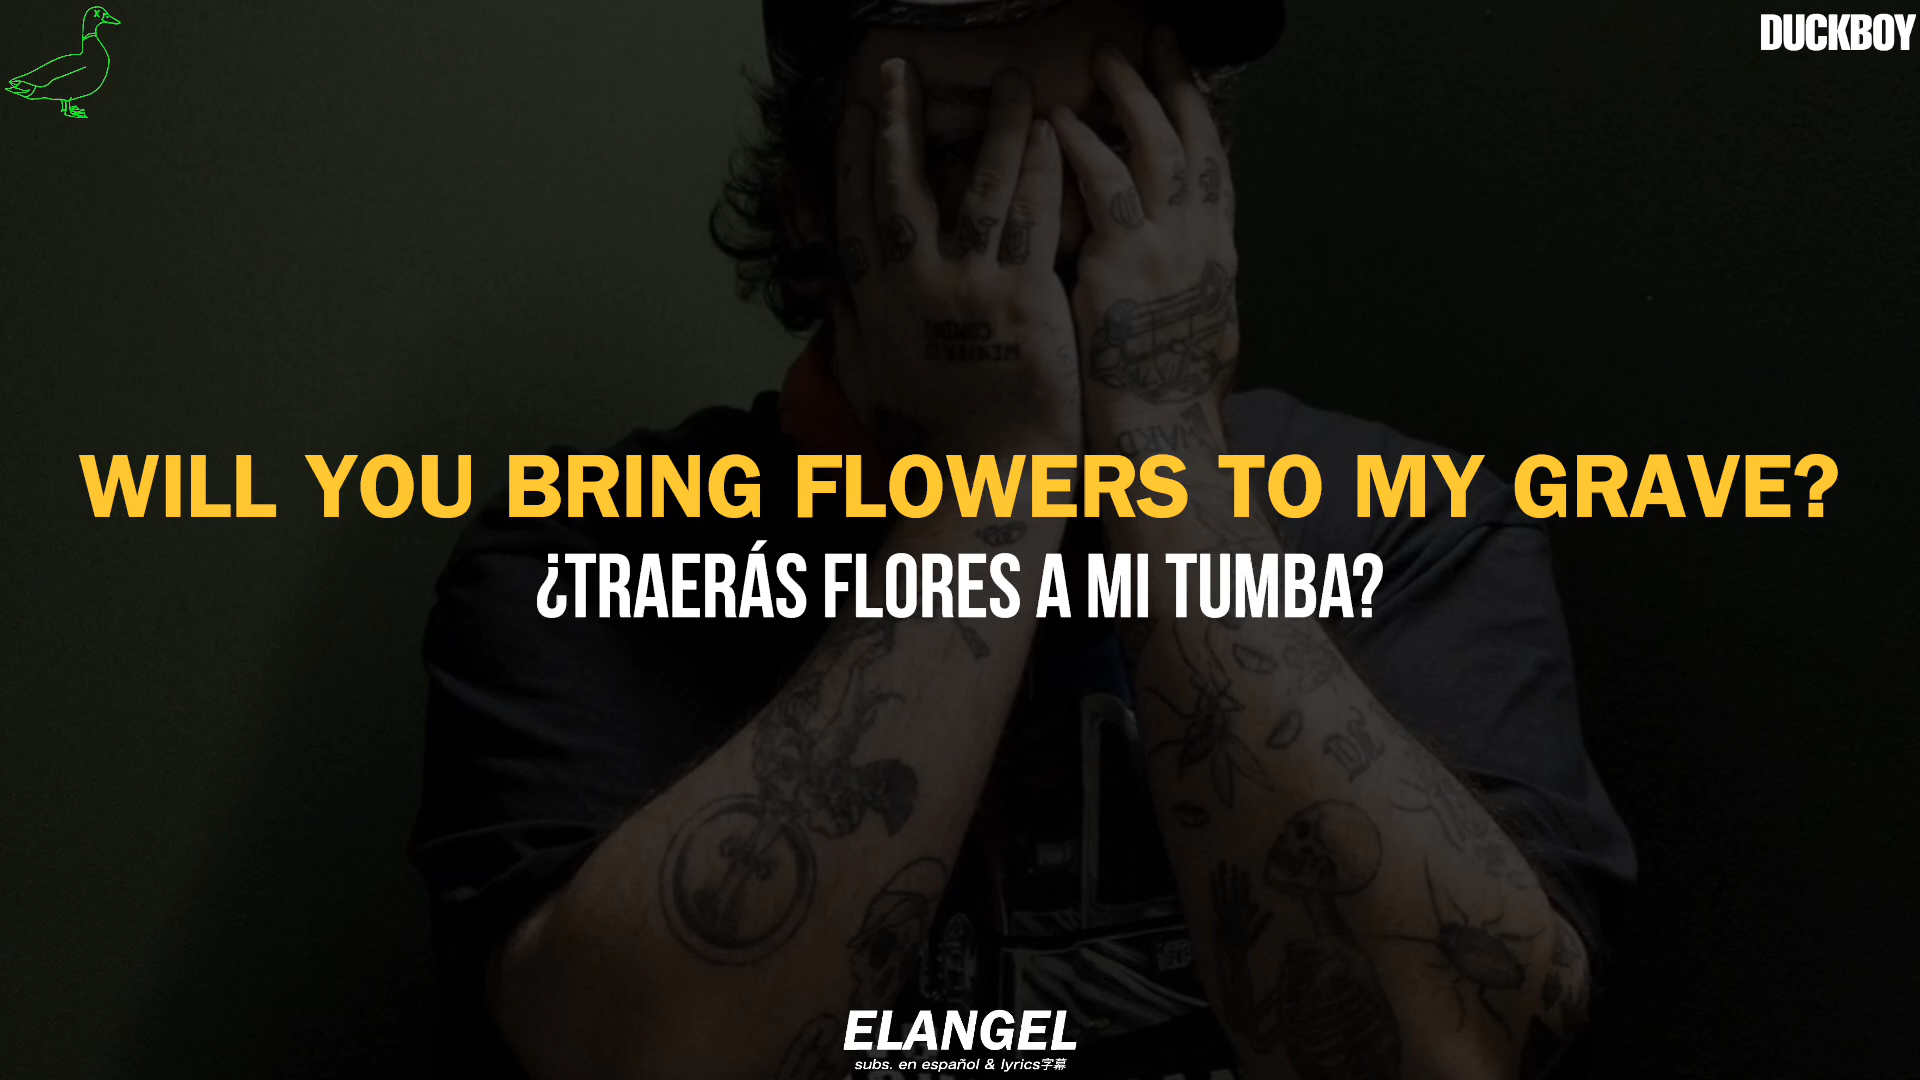 DUCKBOY
WILL YOU BRING FLOWERS TO MY GRAVE?
¿TRAERÁS FLORES A MI TUMBA?
ELANGEL
subs. en español & lyrics字幕